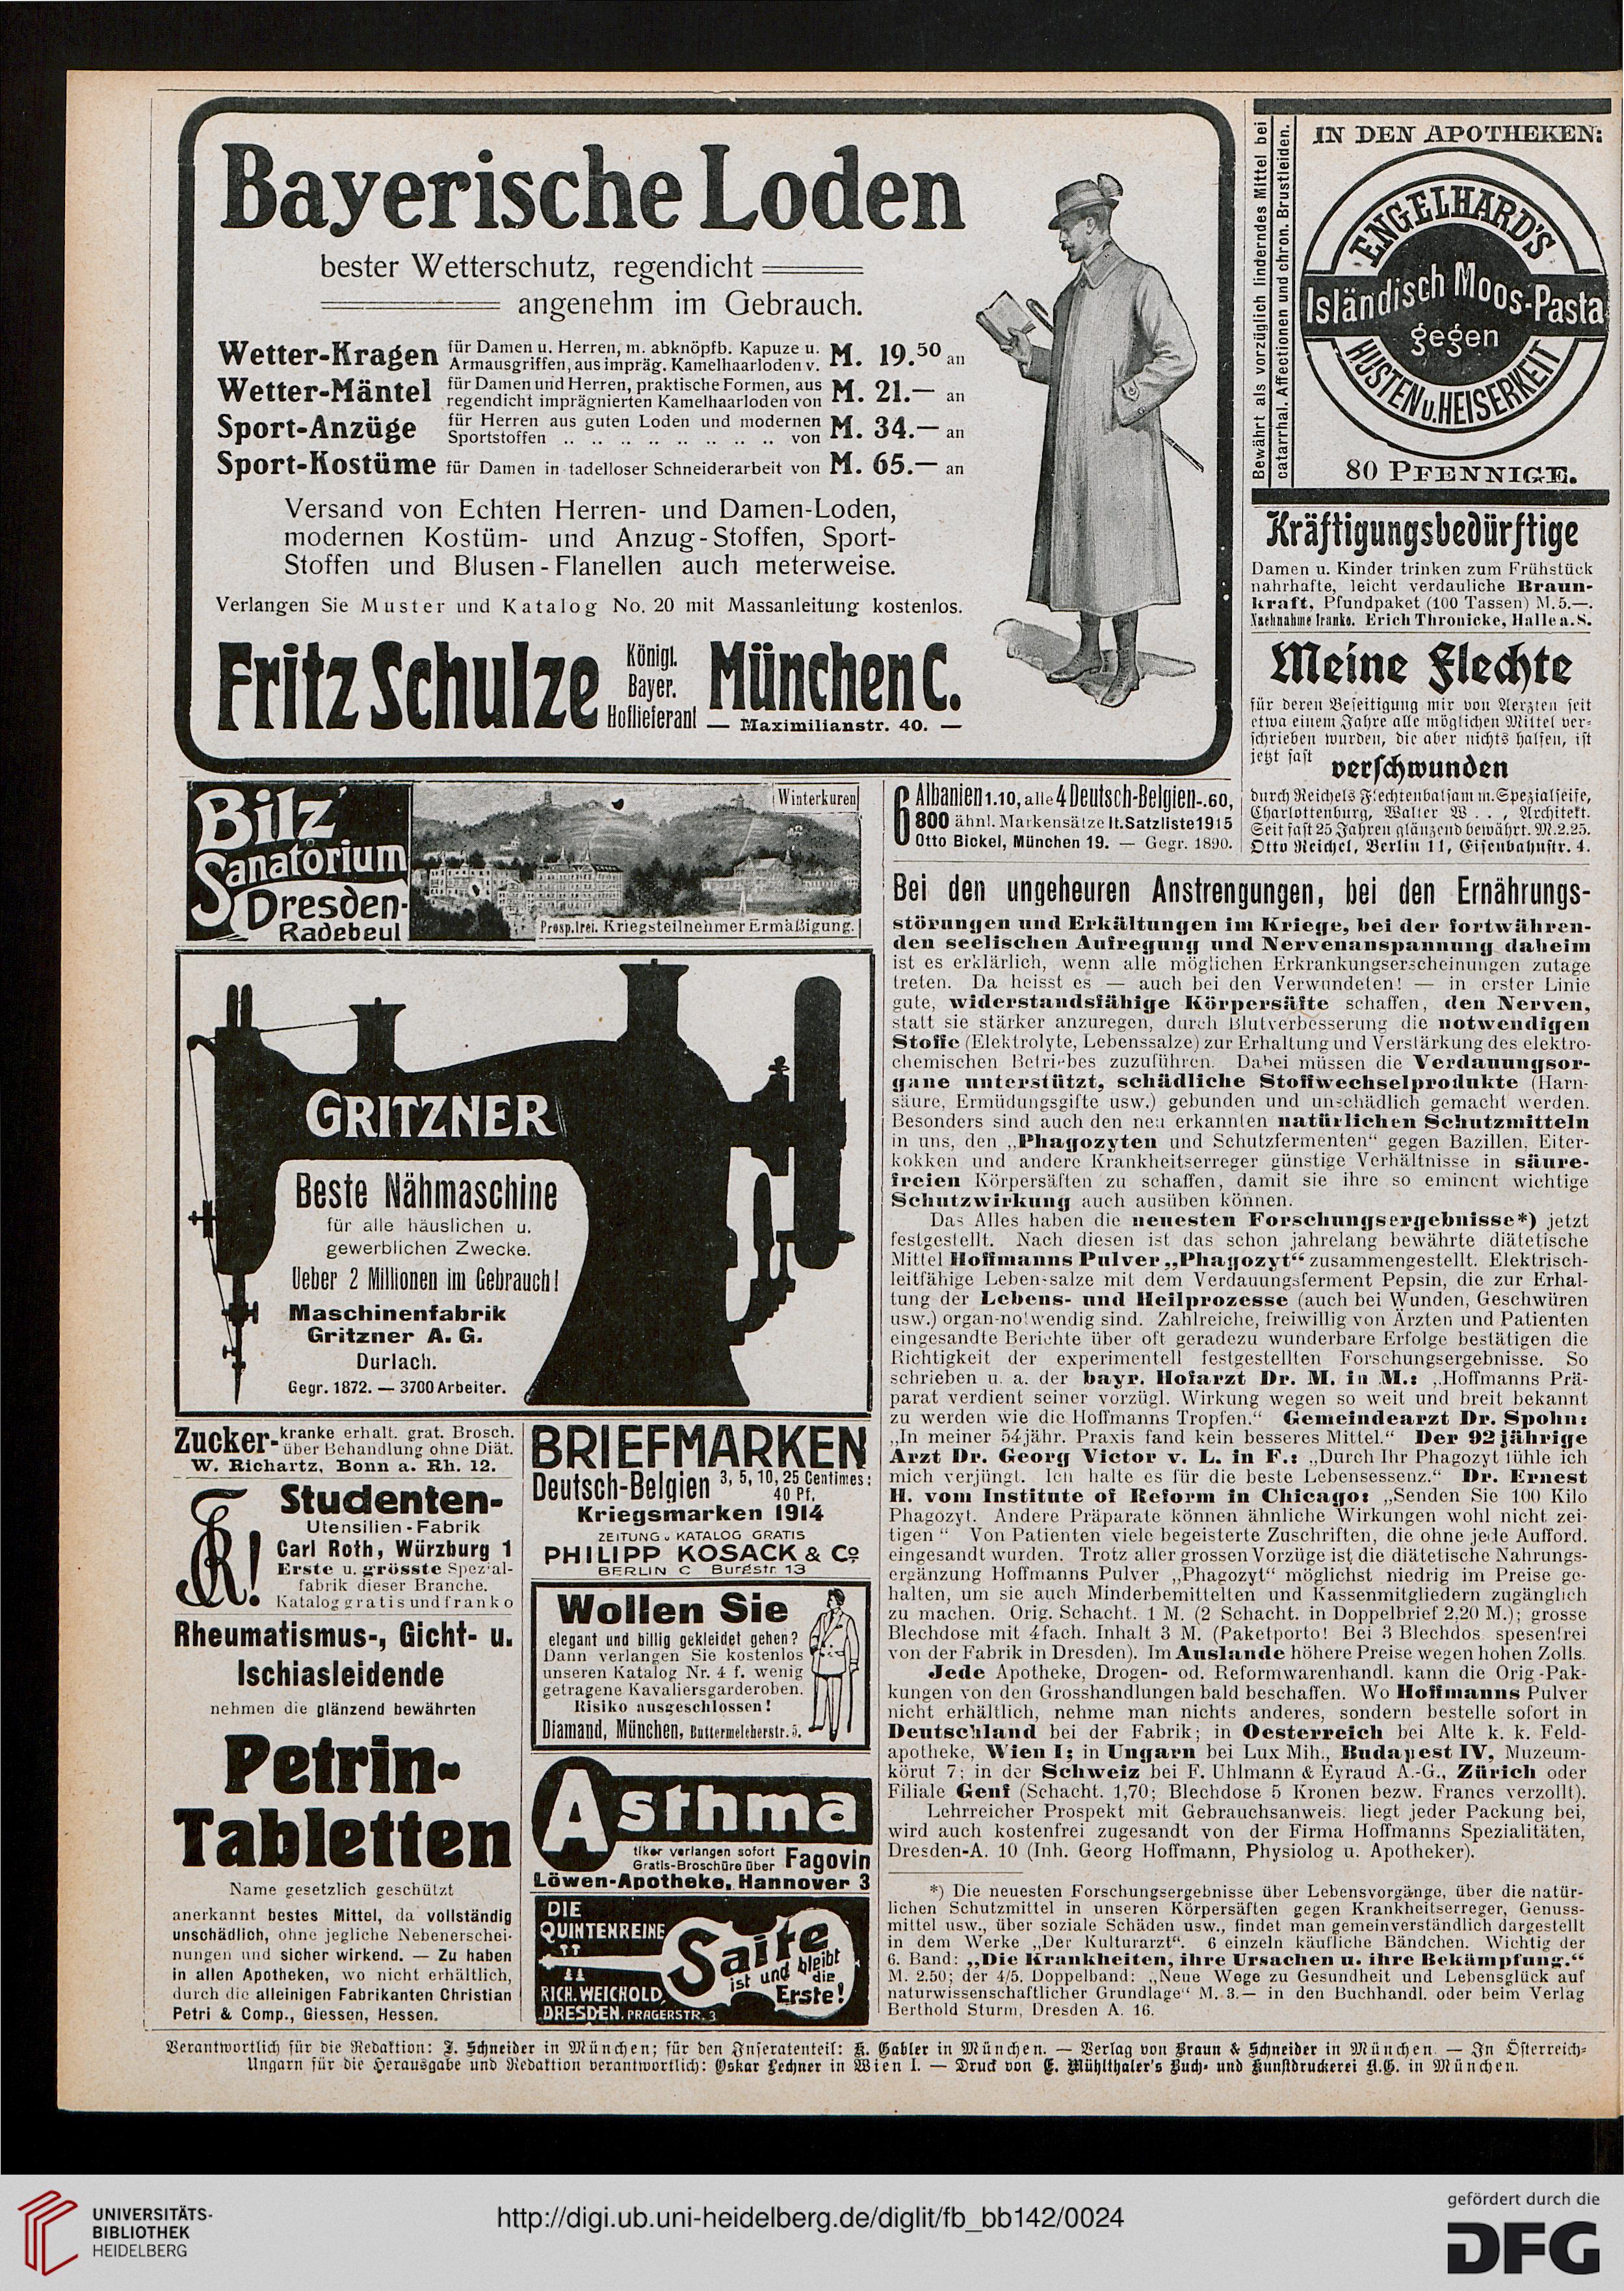 Bayerische Loden
bester Wetterschutz, regendicht
angenehm im Gebrauch.
Wetter-Kragen für Damen u. Herren, m. abknöpfb. Kapuze u. Armausgriffen, aus impräg. Kamelhaarloden v. M. 19.50 an
Wetter-Mäntel für Damen und Herren, praktische Formen, aus regendicht imprägnierten Kamelhaarloden von M. 21.— an
Sport-Anzüge für Herren aus guten Loden und modernen Sportstoffen .. .. .. .. .. .. .. .. von M. 34.— an
Sport-Kostüme für Damen in tadelloser Schneiderarbeit von M. 65.— an
Versand von Echten Herren- und Damen-Loden,
modernen Kostüm- und Anzug-Stoffen, Sport-
Stoffen und Blusen-Flanellen auch meterweise.
Verlangen Sie Muster und Katalog No. 20 mit Massanleitung kostenlos.
Fritz Schulze Königl. Bayer. Hoflieferant München C.
— Maximilianstr. 40. —
Bewährt als vorzüglich linderndes Mittel bei
catarrhal. Affectionen und chron. Brustleiden.
IN DEN APOTHEKEN:
ENGELHARD'S
Isländisch Moos-Pasta
gegen
HUSTEN u. HEISERKEIT
80 PFENNIGE.
Kräftigungsbedürftige
Damen u. Kinder trinken zum Frühstück
nahrhafte, leicht verdauliche Braun-
kraft, Pfundpaket (100 Tassen) M. 5.—.
Nachnahme franko. Erich Thronicke, Halle a. S.
Meine Flechte
für deren Beseitigung mir von Aerzten seit
etwa einem Jahre alle möglichen Mittel ver-
schrieben wurden, die aber nichts halfen, ist
jetzt fast verschwunden
durch Reichels Flechtenbalsam m. Spezialseife,
Charlottenburg, Walter W . . ., Architekt.
Seit fast 25 Jahren glänzend bewährt. M. 2.25.
Otto Reichel, Berlin 11, Eisenbahnstr. 4.
Bilz'
Sanatorium
Dresden-
Radebeul
Winterkuren
Prosp. frei. Kriegsteilnehmer Ermäßigung.
6 Albanien 1.10, alle 4 Deutsch-Belgien -.60,
800 ähnl. Markensätze lt. Satzliste 1915
Otto Bickel, München 19. — Gegr. 1890.
GRITZNER
Beste Nähmaschine
für alle häuslichen u.
gewerblichen Zwecke.
Ueber 2 Millionen im Gebrauch!
Maschinenfabrik
Gritzner A. G.
Durlach.
Gegr. 1872. — 3700 Arbeiter.
Zucker-kranke erhalt. grat. Brosch.
über Behandlung ohne Diät.
W. Richartz, Bonn a. Rh. 12.
CR!
Studenten-
Utensilien-Fabrik
Carl Roth, Würzburg 1
Erste u. grösste Spezial-
fabrik dieser Branche.
Katalog gratis und franko
Rheumatismus-, Gicht- u.
Ischiasleidende
nehmen die glänzend bewährten
Petrin-
Tabletten
Name gesetzlich geschützt
anerkannt bestes Mittel, da vollständig
unschädlich, ohne jegliche Nebenerschei-
nungen und sicher wirkend. — Zu haben
in allen Apotheken, wo nicht erhältlich,
durch die alleinigen Fabrikanten Christian
Petri & Comp., Giessen, Hessen.
BRIEFMARKEN
Deutsch-Belgien 3, 5, 10, 25 Centimes: 40 Pf.
Kriegsmarken 1914
ZEITUNG u. KATALOG GRATIS
PHILIPP KOSACK & Co
BERLIN C Burgstr. 13
Wollen Sie
elegant und billig gekleidet gehen?
Dann verlangen Sie kostenlos
unseren Katalog Nr. 4 f. wenig
getragene Kavaliersgarderoben.
Risiko ausgeschlossen!
Diamand, München, Buttermelcherstr. 5.
Asthma
tiker verlangen sofort
Gratis-Broschüre über Fagovin
Löwen-Apotheke, Hannover 3
DIE
QUINTENREINE
Saite
ist und bleibt
die
Erste!
RICH. WEICHOLD,
DRESDEN. PRAGERSTR. 3
Bei den ungeheuren Anstrengungen, bei den Ernährungs-
störungen und Erkältungen im Kriege, bei der fortwähren-
den seelischen Aufregung und Nervenanspannung daheim
ist es erklärlich, wenn alle möglichen Erkrankungserscheinungen zutage
treten. Da heisst es — auch bei den Verwundeten! — in erster Linie
gute, widerstandsfähige Körpersäfte schaffen, den Nerven,
statt sie stärker anzuregen, durch Blutverbesserung die notwendigen
Stoffe (Elektrolyte, Lebenssalze) zur Erhaltung und Verstärkung des elektro-
chemischen Betriebes zuzuführen. Dabei müssen die Verdauungsor-
gane unterstützt, schädliche Stoffwechselprodukte (Harn-
säure, Ermüdungsgifte usw.) gebunden und unschädlich gemacht werden.
Besonders sind auch den neu erkannten natürlichen Schutzmitteln
in uns, den „Phagozyten und Schutzfermenten“ gegen Bazillen, Eiter-
kokken und andere Krankheitserreger günstige Verhältnisse in säure-
freien Körpersäften zu schaffen, damit sie ihre so eminent wichtige
Schutzwirkung auch ausüben können.
Das Alles haben die neuesten Forschungsergebnisse*) jetzt
festgestellt. Nach diesen ist das schon jahrelang bewährte diätetische
Mittel Hoffmanns Pulver „Phagozyt“ zusammengestellt. Elektrisch-
leitfähige Lebenssalze mit dem Verdauungsferment Pepsin, die zur Erhal-
tung der Lebens- und Heilprozesse (auch bei Wunden, Geschwüren
usw.) organ-notwendig sind. Zahlreiche, freiwillig von Ärzten und Patienten
eingesandte Berichte über oft geradezu wunderbare Erfolge bestätigen die
Richtigkeit der experimentell festgestellten Forschungsergebnisse. So
schrieben u. a. der bayr. Hofarzt Dr. M. in M.: „Hoffmanns Prä-
parat verdient seiner vorzügl. Wirkung wegen so weit und breit bekannt
zu werden wie die Hoffmanns Tropfen.“ Gemeindearzt Dr. Spohn:
„In meiner 54jähr. Praxis fand kein besseres Mittel.“ Der 92jährige
Arzt Dr. Georg Victor v. L. in F.: „Durch Ihr Phagozyt fühle ich
mich verjüngt. Ich halte es für die beste Lebensessenz.“ Dr. Ernest
H. vom Institute of Reform in Chicago: „Senden Sie 100 Kilo
Phagozyt. Andere Präparate können ähnliche Wirkungen wohl nicht zei-
tigen “ Von Patienten viele begeisterte Zuschriften, die ohne jede Aufford.
eingesandt wurden. Trotz aller grossen Vorzüge ist die diätetische Nahrungs-
ergänzung Hoffmanns Pulver „Phagozyt“ möglichst niedrig im Preise ge-
halten, um sie auch Minderbemittelten und Kassenmitgliedern zugänglich
zu machen. Orig. Schacht. 1 M. (2 Schacht. in Doppelbrief 2,20 M.); grosse
Blechdose mit 4fach. Inhalt 3 M. (Paketporto! Bei 3 Blechdos. spesenfrei
von der Fabrik in Dresden). Im Auslande höhere Preise wegen hohen Zolls.
Jede Apotheke, Drogen- od. Reformwarenhandl. kann die Orig-Pak-
kungen von den Grosshandlungen bald beschaffen. Wo Hoffmanns Pulver
nicht erhältlich, nehme man nichts anderes, sondern bestelle sofort in
Deutschland bei der Fabrik; in Oesterreich bei Alte k. k. Feld-
apotheke, Wien I; in Ungarn bei Lux Mih., Budapest IV, Muzeum-
körut 7; in der Schweiz bei F. Uhlmann & Eyraud A.-G., Zürich oder
Filiale Genf (Schacht. 1,70; Blechdose 5 Kronen bezw. Francs verzollt).
Lehrreicher Prospekt mit Gebrauchsanweis. liegt jeder Packung bei,
wird auch kostenfrei zugesandt von der Firma Hoffmanns Spezialitäten,
Dresden-A. 10 (Inh. Georg Hoffmann, Physiolog u. Apotheker).
*) Die neuesten Forschungsergebnisse über Lebensvorgänge, über die natür-
lichen Schutzmittel in unseren Körpersäften gegen Krankheitserreger, Genuss-
mittel usw., über soziale Schäden usw., findet man gemeinverständlich dargestellt
in dem Werke „Der Kulturarzt“. 6 einzeln käufliche Bändchen. Wichtig der
6. Band: „Die Krankheiten, ihre Ursachen u. ihre Bekämpfung.“
M. 2.50; der 4/5. Doppelband: „Neue Wege zu Gesundheit und Lebensglück auf
naturwissenschaftlicher Grundlage“ M. 3.— in den Buchhandl. oder beim Verlag
Berthold Sturm, Dresden A. 16.
Verantwortlich für die Redaktion: J. Schneider in München; für den Inseratenteil: K. Gabler in München. — Verlag von Braun & Schneider in München. — In Österreich-
Ungarn für die Herausgabe und Redaktion verantwortlich: Oskar Lechner in Wien I. — Druck von E. Mühlthaler's Buch- und Kunstdruckerei A.G. in München.
UNIVERSITÄTS-
BIBLIOTHEK
HEIDELBERG
http://digi.ub.uni-heidelberg.de/diglit/fb_bb142/0024
gefördert durch die
DFG